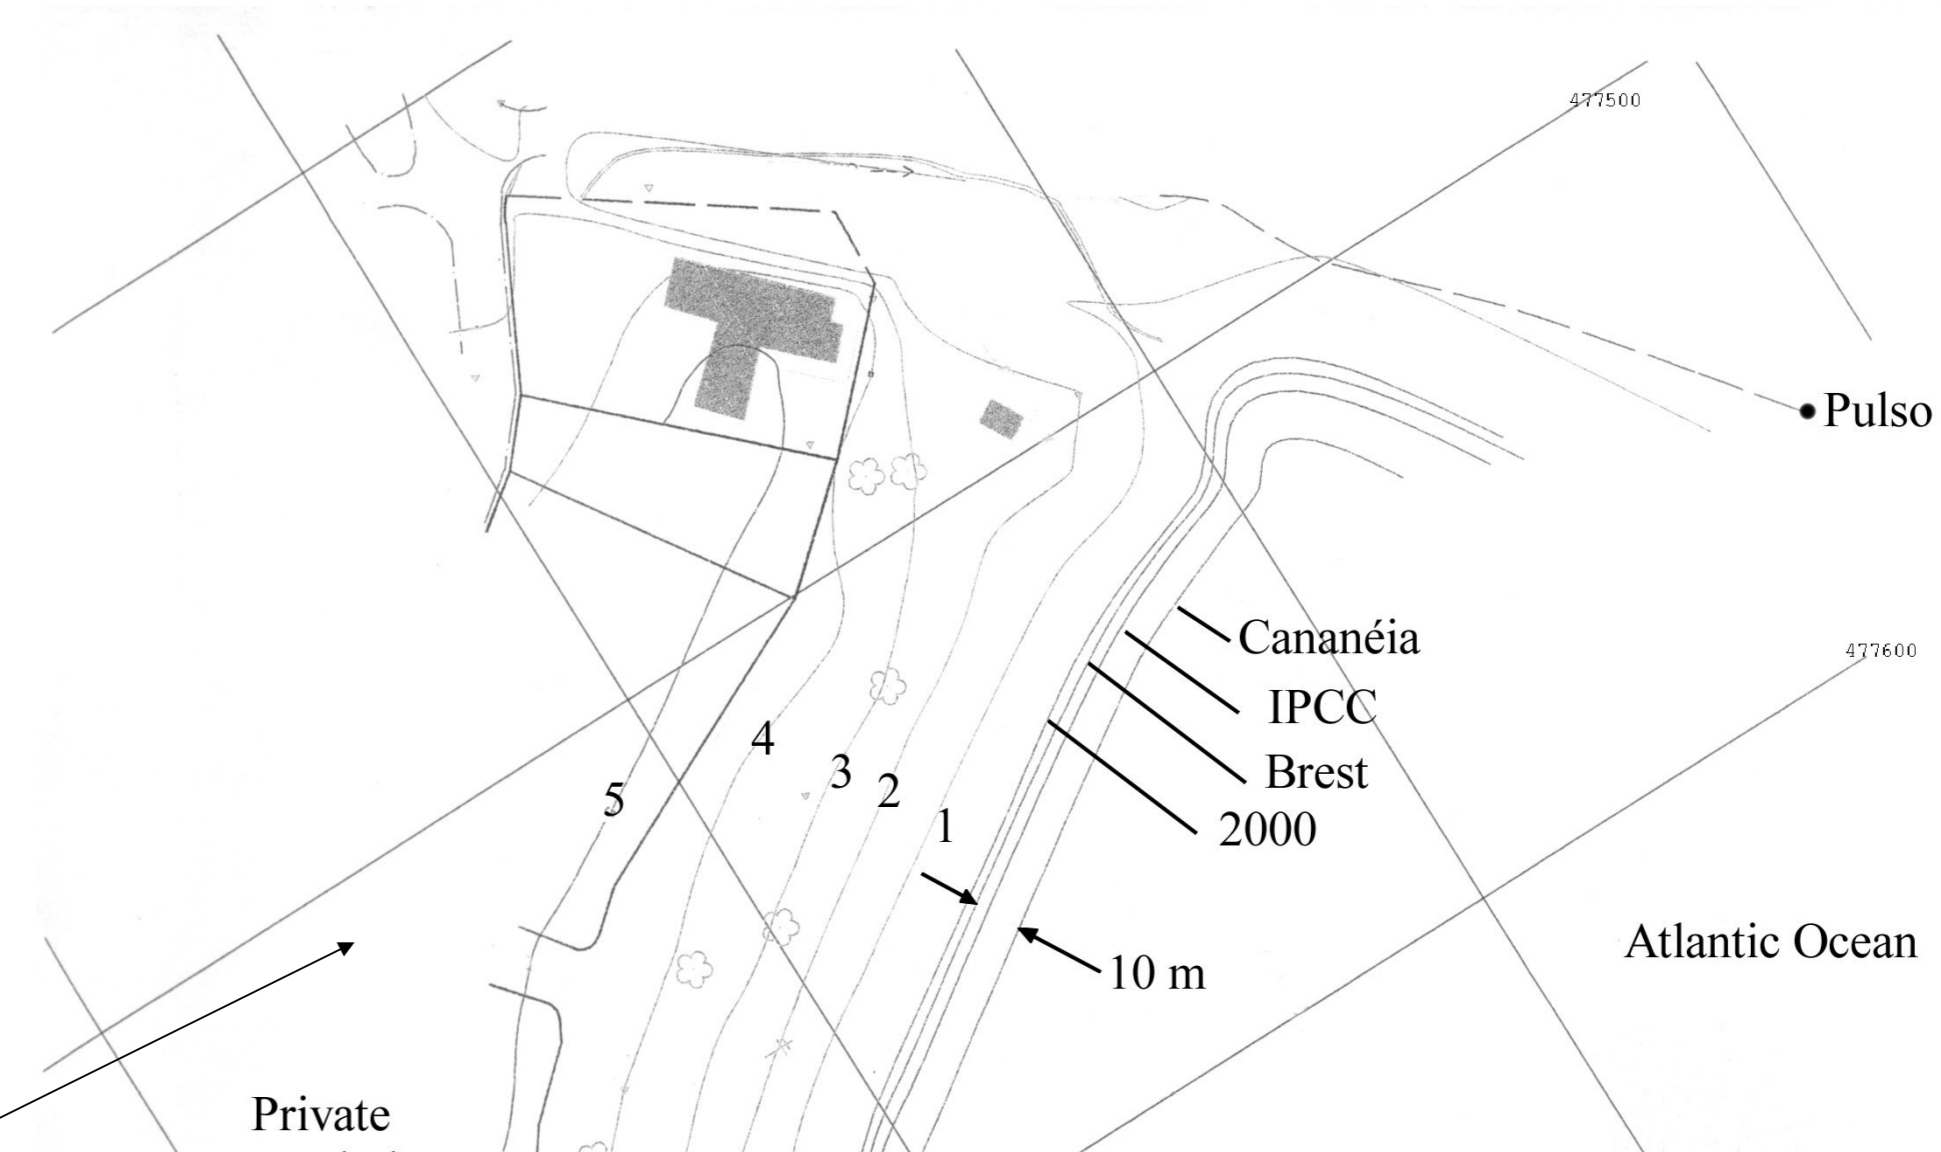 477500
Pulso
Cananéia
477600
IPCC
4
Brest
3
2
5
1
2000
Atlantic Ocean
10 m
Private